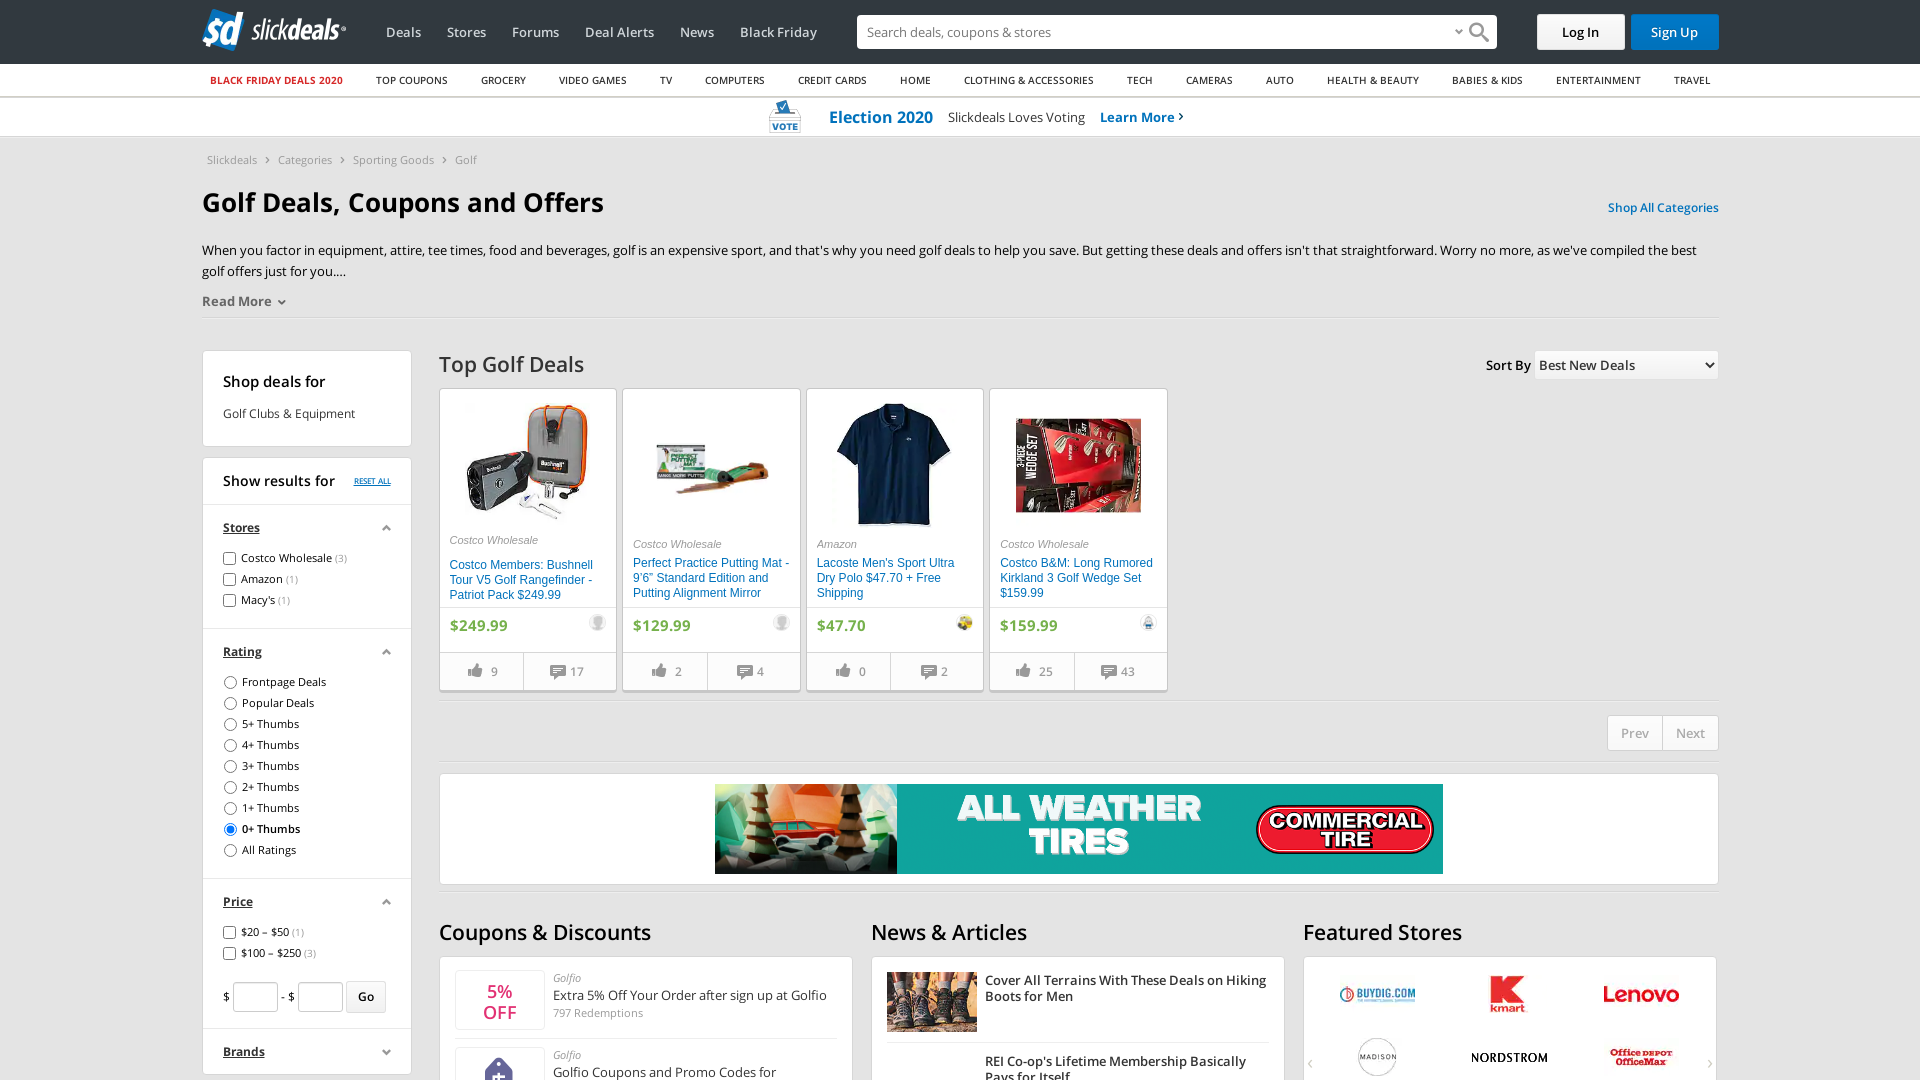 slickdeals
Deals
Stores
Forums
Deal Alerts
News
Black Friday
Search deals, coupons & stores
Log In
Sign Up
BLACK FRIDAY DEALS 2020
TOP COUPONS
GROCERY
VIDEO GAMES
TV
COMPUTERS
CREDIT CARDS
HOME
CLOTHING & ACCESSORIES
TECH
CAMERAS
AUTO
HEALTH & BEAUTY
BABIES & KIDS
ENTERTAINMENT
TRAVEL
VOTE
Election 2020 Slickdeals Loves Voting Learn More
Slickdeals > Categories > Sporting Goods > Golf
Golf Deals, Coupons and Offers
Shop All Categories
When you factor in equipment, attire, tee times, food and beverages, golf is an expensive sport, and that's why you need golf deals to help you save. But getting these deals and offers isn't that straightforward. Worry no more, as we've compiled the best
golf offers just for you....
Read More
Shop deals for
Golf Clubs & Equipment
Show results for RESET ALL
Stores
Costco Wholesale (3)
Amazon (1)
Macy's (1)
Rating
Frontpage Deals
Popular Deals
5+ Thumbs
4+ Thumbs
3+ Thumbs
2+ Thumbs
1+ Thumbs
0+ Thumbs
All Ratings
Price
$20 – $50 (1)
$100 – $250 (3)
$ - $ Go
Brands
Top Golf Deals
Sort By Best New Deals
Costco Wholesale
Costco Members: Bushnell
Tour V5 Golf Rangefinder -
Patriot Pack $249.99
$249.99
9 17
Costco Wholesale
Perfect Practice Putting Mat -
9’6” Standard Edition and
Putting Alignment Mirror
$129.99
2 4
Amazon
Lacoste Men's Sport Ultra
Dry Polo $47.70 + Free
Shipping
$47.70
0 2
3-PIECE
WEDGE SET
Costco Wholesale
Costco B&M: Long Rumored
Kirkland 3 Golf Wedge Set
$159.99
$159.99
25 43
Prev Next
ALL WEATHER
TIRES
COMMERCIAL
TIRE
Coupons & Discounts
5%
OFF
Golfio
Extra 5% Off Your Order after sign up at Golfio
797 Redemptions
Golfio
Golfio Coupons and Promo Codes for
News & Articles
Cover All Terrains With These Deals on Hiking
Boots for Men
REI Co-op's Lifetime Membership Basically
Pays for Itself
Featured Stores
BUYDIG.COM
kmart
Lenovo
MADISON
NORDSTROM
Office DEPOT
OfficeMax